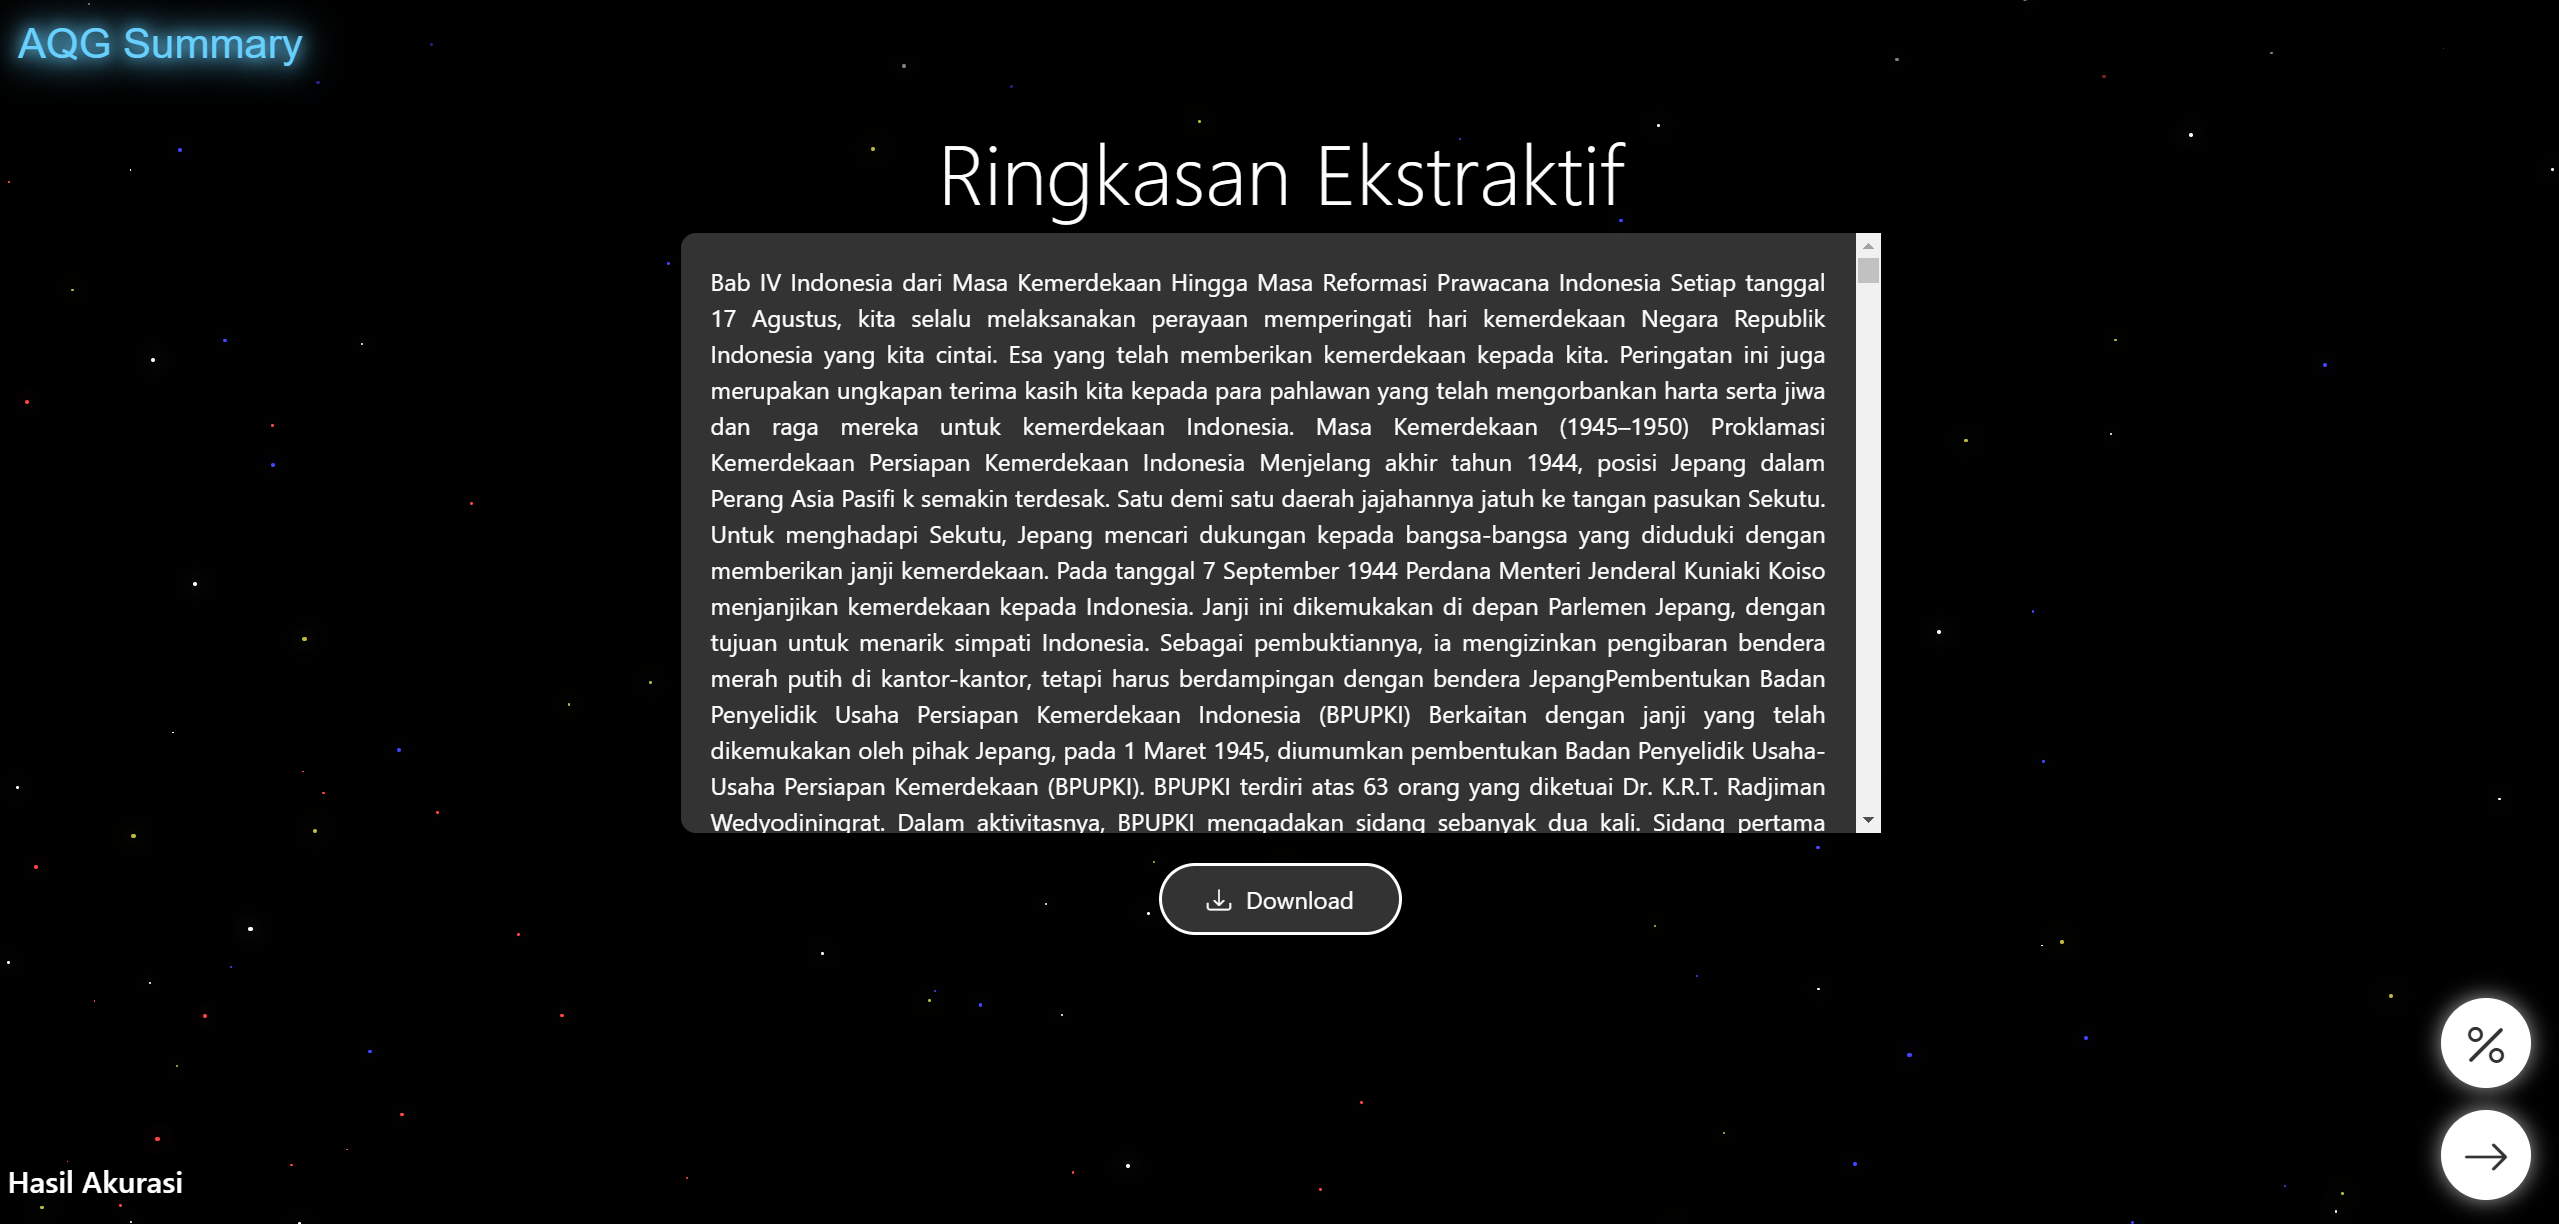 AQG Summary
Ringkasan Ekstraktif
Bab IV Indonesia dari Masa Kemerdekaan Hingga Masa Reformasi Prawacana Indonesia Setiap tanggal
17 Agustus, kita selalu melaksanakan perayaan memperingati hari kemerdekaan Negara Republik
Indonesia yang kita cintai. Esa yang telah memberikan kemerdekaan kepada kita. Peringatan ini juga
merupakan ungkapan terima kasih kita kepada para pahlawan yang telah mengorbankan harta serta jiwa
dan raga mereka untuk kemerdekaan Indonesia. Masa Kemerdekaan (1945–1950) Proklamasi
Kemerdekaan Persiapan Kemerdekaan Indonesia Menjelang akhir tahun 1944, posisi Jepang dalam
Perang Asia Pasifi k semakin terdesak. Satu demi satu daerah jajahannya jatuh ke tangan pasukan Sekutu.
Untuk menghadapi Sekutu, Jepang mencari dukungan kepada bangsa-bangsa yang diduduki dengan
memberikan janji kemerdekaan. Pada tanggal 7 September 1944 Perdana Menteri Jenderal Kuniaki Koiso
menjanjikan kemerdekaan kepada Indonesia. Janji ini dikemukakan di depan Parlemen Jepang, dengan
tujuan untuk menarik simpati Indonesia. Sebagai pembuktiannya, ia mengizinkan pengibaran bendera
merah putih di kantor-kantor, tetapi harus berdampingan dengan bendera JepangPembentukan Badan
Penyelidik Usaha Persiapan Kemerdekaan Indonesia (BPUPKI) Berkaitan dengan janji yang telah
dikemukakan oleh pihak Jepang, pada 1 Maret 1945, diumumkan pembentukan Badan Penyelidik Usaha-
Usaha Persiapan Kemerdekaan (BPUPKI). BPUPKI terdiri atas 63 orang yang diketuai Dr. K.R.T. Radjiman
Wedyodiningrat. Dalam aktivitasnya, BPUPKI mengadakan sidang sebanyak dua kali. Sidang pertama
Download
%
Hasil Akurasi